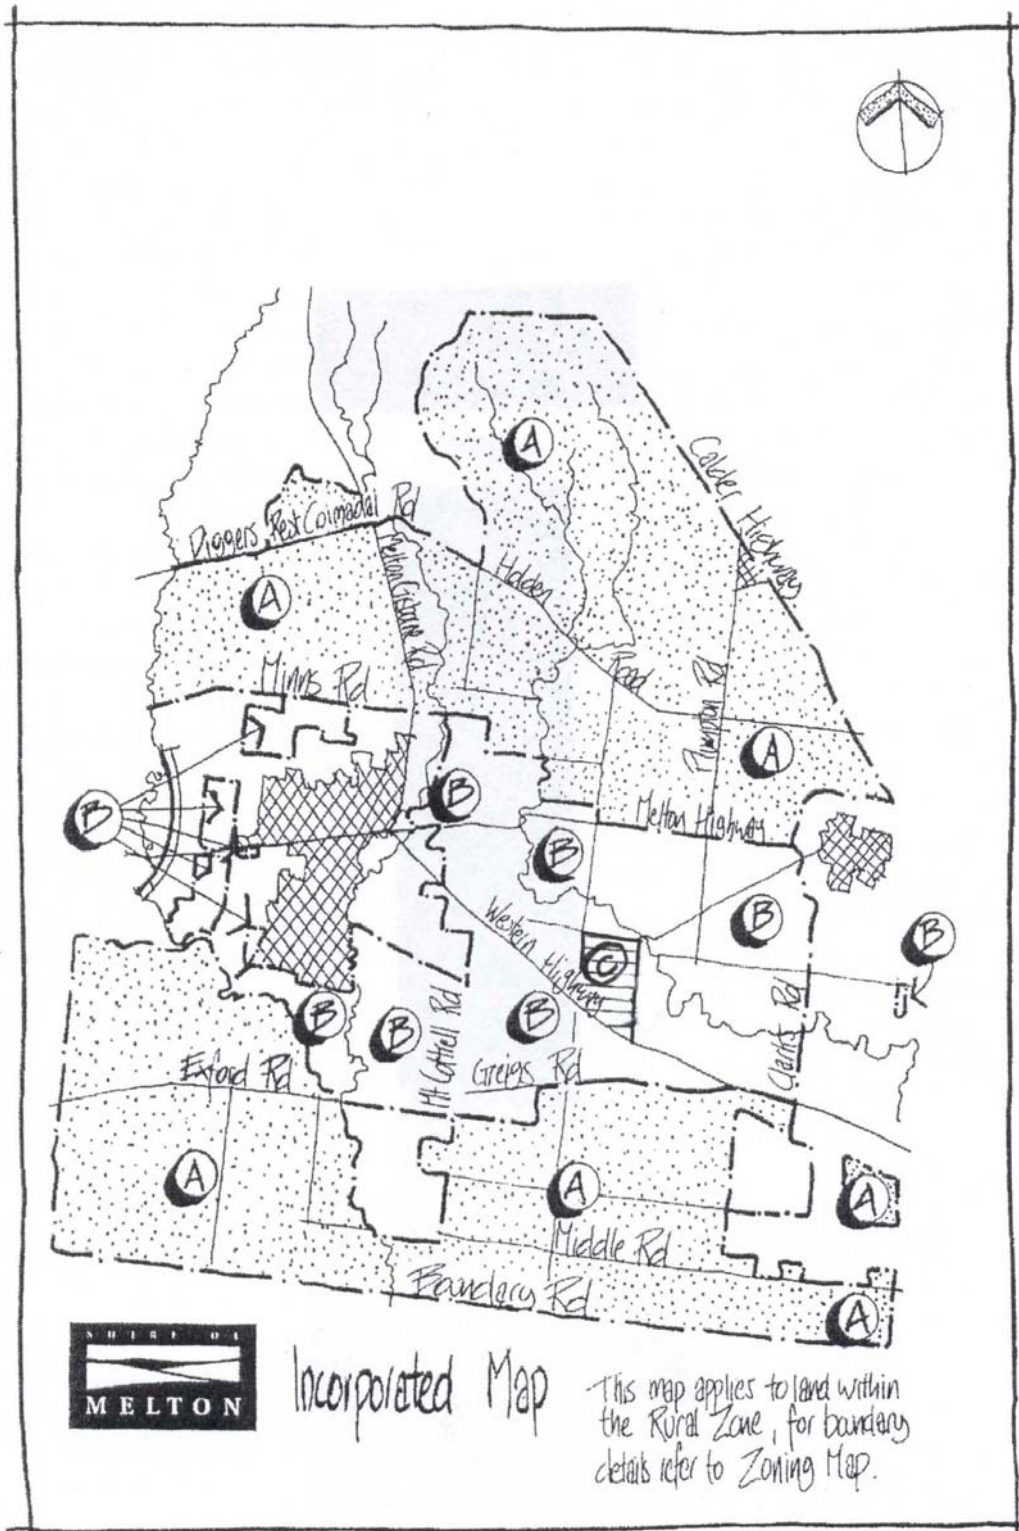 A
Calder Highway
Diggers Rest Coimadal Rd
Holden Road
A
Melton Gisborne Rd
Minns Rd
Plumpton Rd
A
B
B
Melton Highway
B
B
B
Western Highway
C
B
B
B
Mt Cottrell Rd
Clarks Rd
Exford Rd
Greigs Rd
A
A
A
Middle Rd
Boundary Rd
A
SHIRE OF
MELTON
Incorporated Map
This map applies to land within
the Rural Zone, for boundary
details refer to Zoning Map.